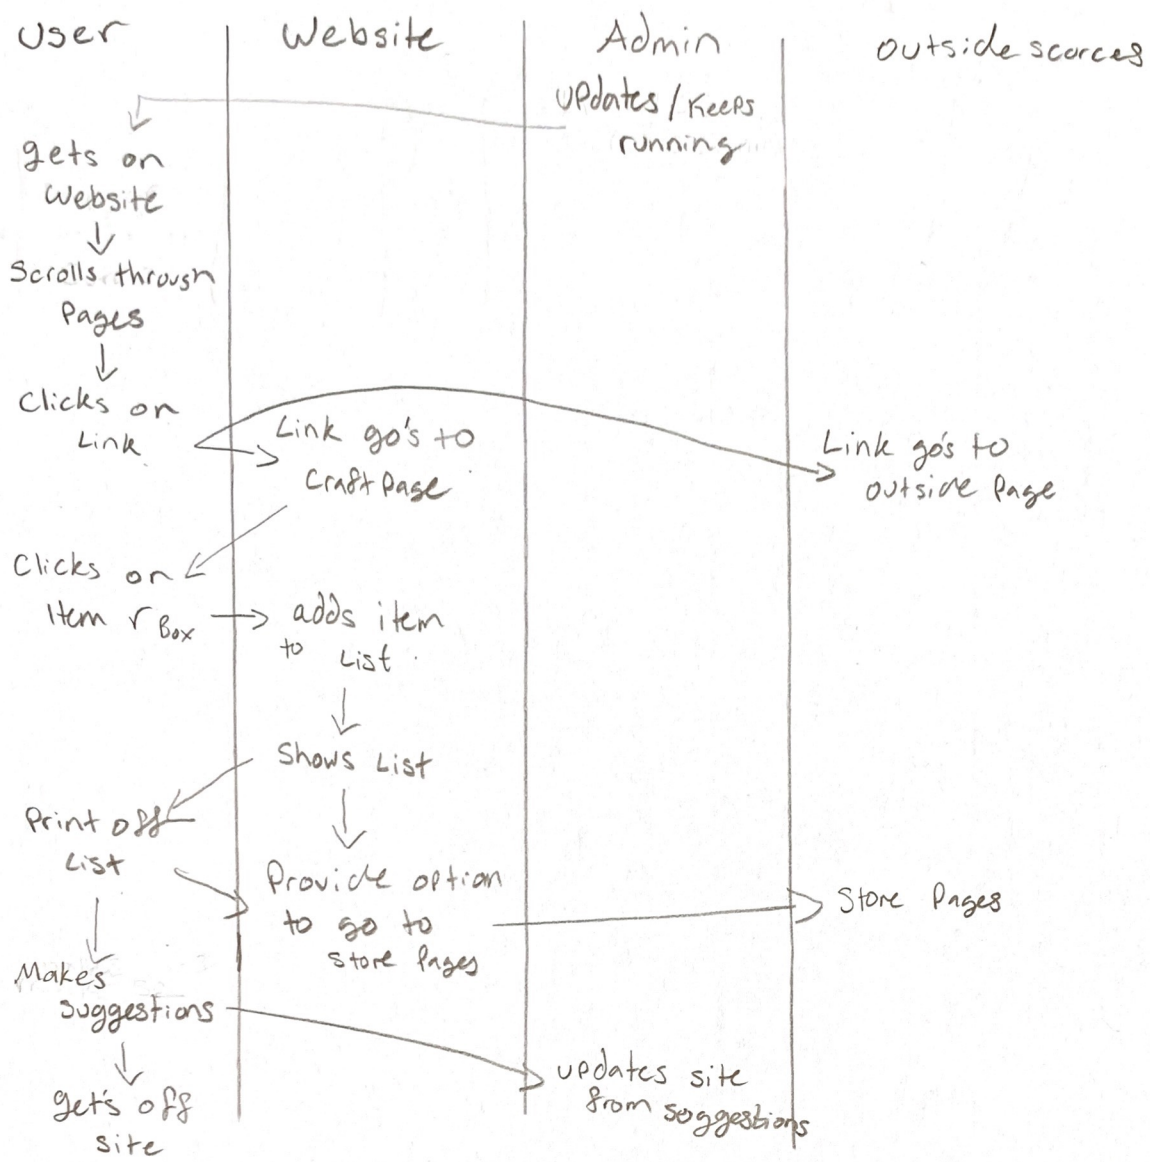 User
Website
Admin
outside scorces
updates / Keeps
running
gets on
website
Scrolls through
Pages
Clicks on
Link
Link go's to
Craft Page
Link go's to
outside Page
Clicks on
Item r Box
adds item
to List
Shows List
Print off
List
Provide option
to go to
store Pages
Store Pages
Makes
suggestions
updates site
from soggestions
get's off
site